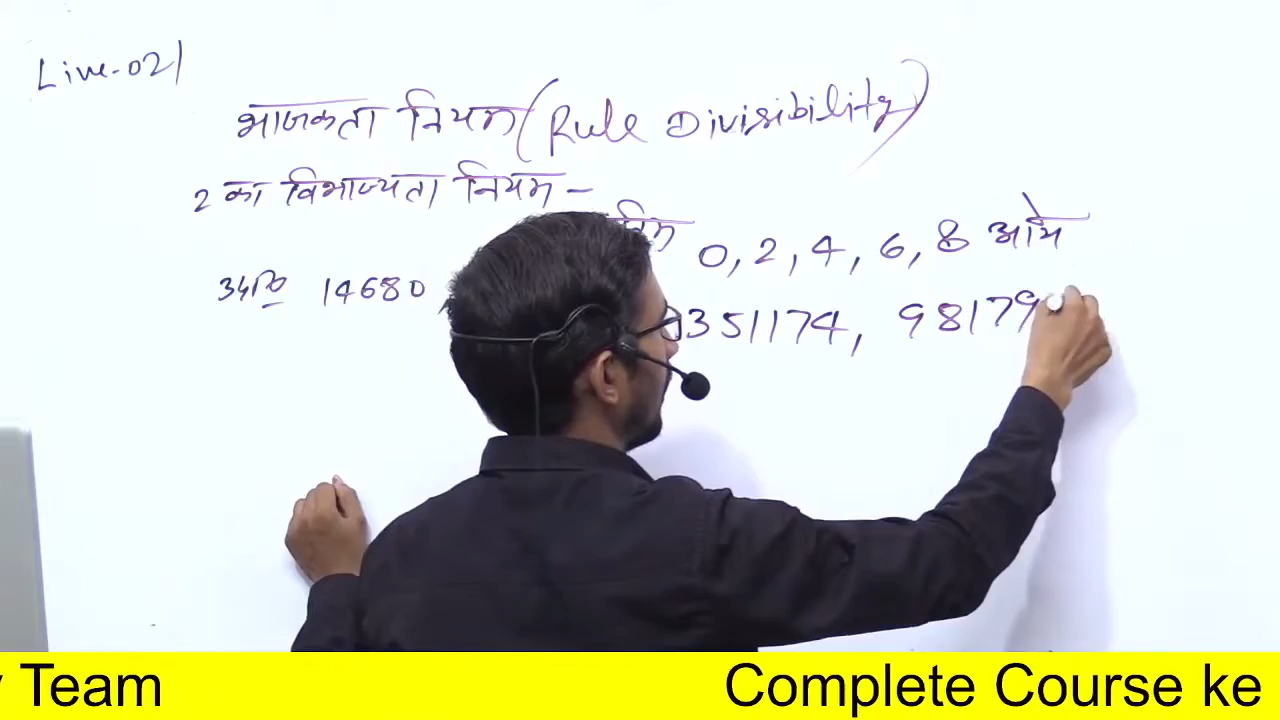 Live-021
भाजकता नियम (Rule Divisibility)
2 का विभाज्यता नियम -
0, 2, 4, 6, 8 आये
14680 351174, 98179
Team Complete Course ke